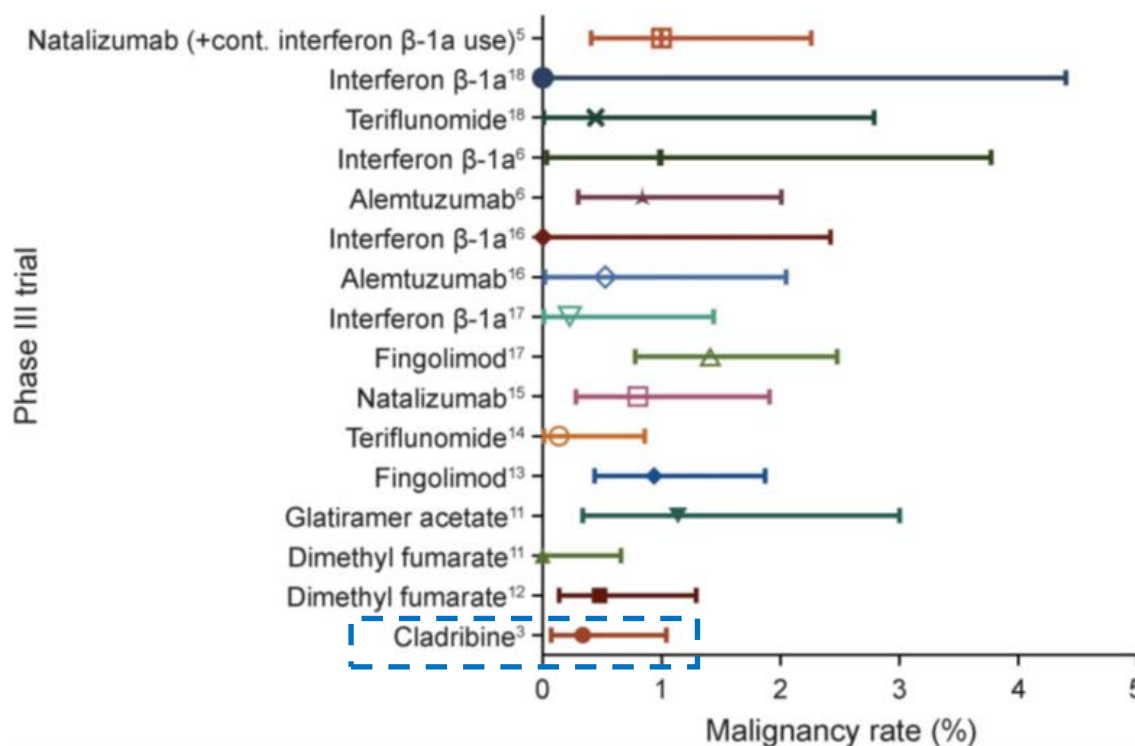 Natalizumab (+cont. interferon β-1a use)⁵
Interferon β-1a¹⁸
Teriflunomide¹⁸
Interferon β-1a⁶
Alemtuzumab⁶
Interferon β-1a¹⁶
Alemtuzumab¹⁶
Interferon β-1a¹⁷
Fingolimod¹⁷
Natalizumab¹⁵
Teriflunomide¹⁴
Fingolimod¹³
Glatiramer acetate¹¹
Dimethyl fumarate¹¹
Dimethyl fumarate¹²
Cladribine³
Phase III trial
0 1 2 3 4 5
Malignancy rate (%)